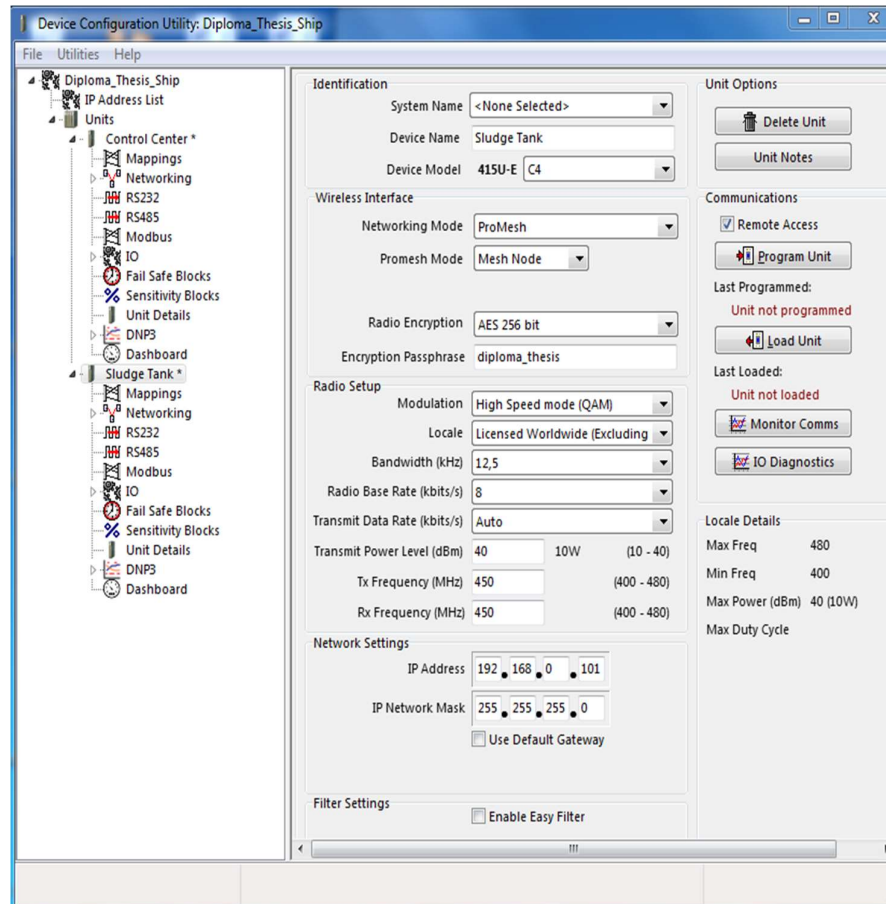 Device Configuration Utility: Diploma_Thesis_Ship
File Utilities Help
Diploma_Thesis_Ship
IP Address List
Units
Control Center *
Mappings
Networking
RS232
RS485
Modbus
IO
Fail Safe Blocks
Sensitivity Blocks
Unit Details
DNP3
Dashboard
Sludge Tank *
Mappings
Networking
RS232
RS485
Modbus
IO
Fail Safe Blocks
Sensitivity Blocks
Unit Details
DNP3
Dashboard
Identification
System Name <None Selected>
Device Name Sludge Tank
Device Model 415U-E C4
Wireless Interface
Networking Mode ProMesh
Promesh Mode Mesh Node
Radio Encryption AES 256 bit
Encryption Passphrase diploma_thesis
Radio Setup
Modulation High Speed mode (QAM)
Locale Licensed Worldwide (Excluding
Bandwidth (kHz) 12,5
Radio Base Rate (kbits/s) 8
Transmit Data Rate (kbits/s) Auto
Transmit Power Level (dBm) 40 10W (10 - 40)
Tx Frequency (MHz) 450 (400 - 480)
Rx Frequency (MHz) 450 (400 - 480)
Network Settings
IP Address 192 . 168 . 0 . 101
IP Network Mask 255 . 255 . 255 . 0
Use Default Gateway
Filter Settings
Enable Easy Filter
Unit Options
Delete Unit
Unit Notes
Communications
Remote Access
Program Unit
Last Programmed:
Unit not programmed
Load Unit
Last Loaded:
Unit not loaded
Monitor Comms
IO Diagnostics
Locale Details
Max Freq 480
Min Freq 400
Max Power (dBm) 40 (10W)
Max Duty Cycle